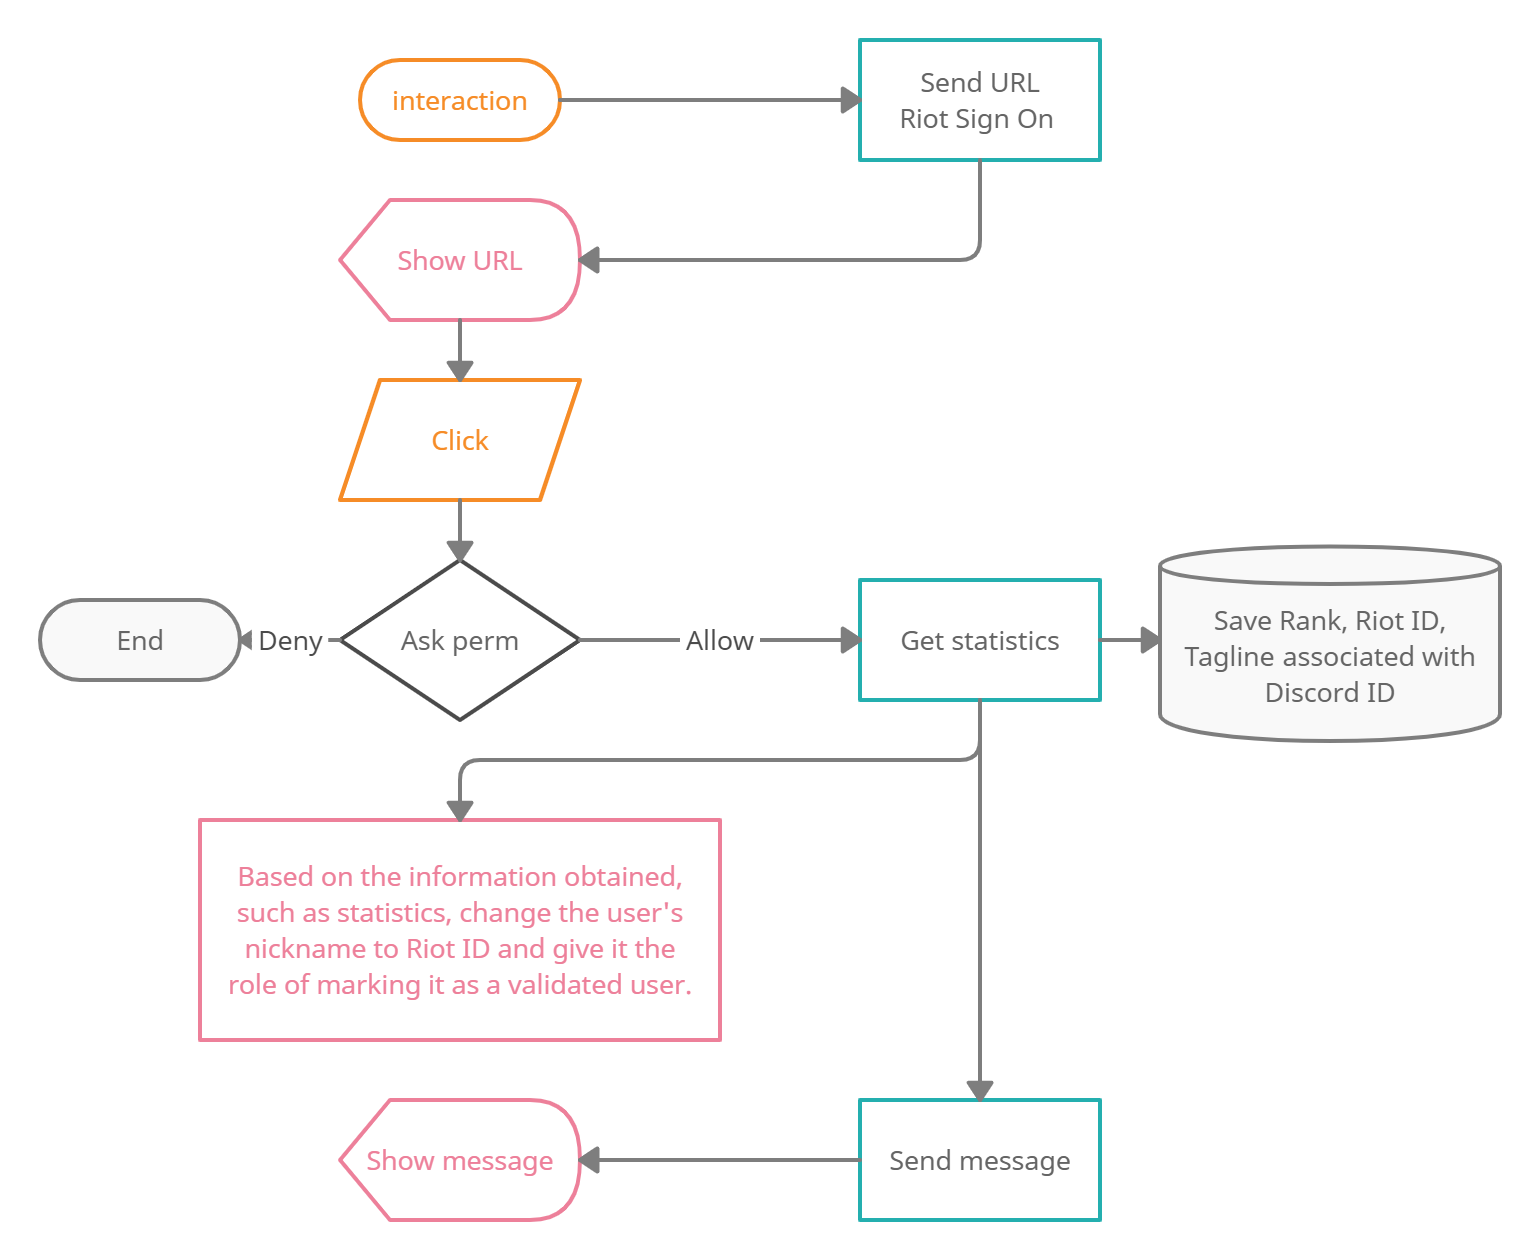 interaction
Send URL
Riot Sign On
Show URL
Click
End
Deny
Ask perm
Allow
Get statistics
Save Rank, Riot ID,
Tagline associated with
Discord ID
Based on the information obtained,
such as statistics, change the user's
nickname to Riot ID and give it the
role of marking it as a validated user.
Show message
Send message